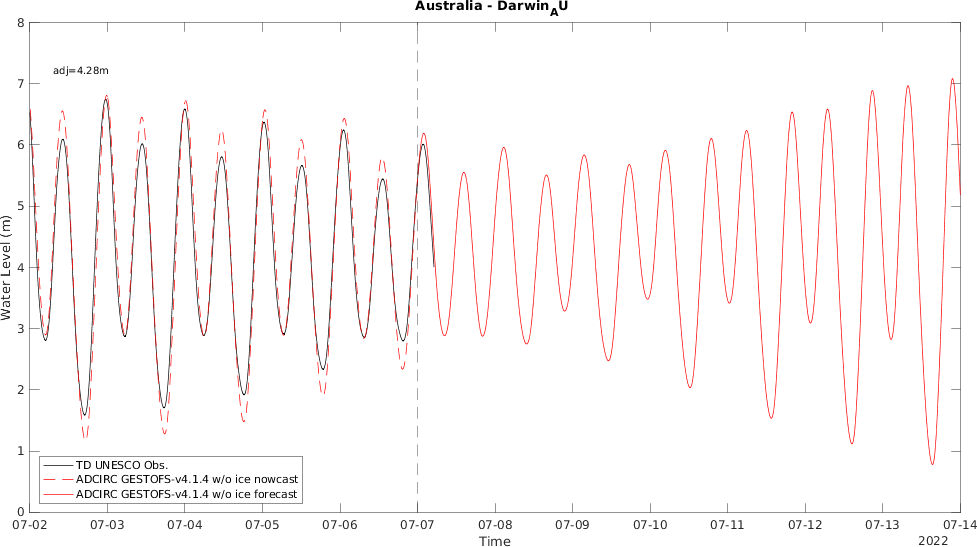 Australia - Darwin_AU
8
adj=4.28m
7
6
5
4
3
2
1
0
Water Level (m)
TD UNESCO Obs.
ADCIRC GESTOFS-v4.1.4 w/o ice nowcast
ADCIRC GESTOFS-v4.1.4 w/o ice forecast
07-02 07-03 07-04 07-05 07-06 07-07 07-08 07-09 07-10 07-11 07-12 07-13 07-14
Time
2022